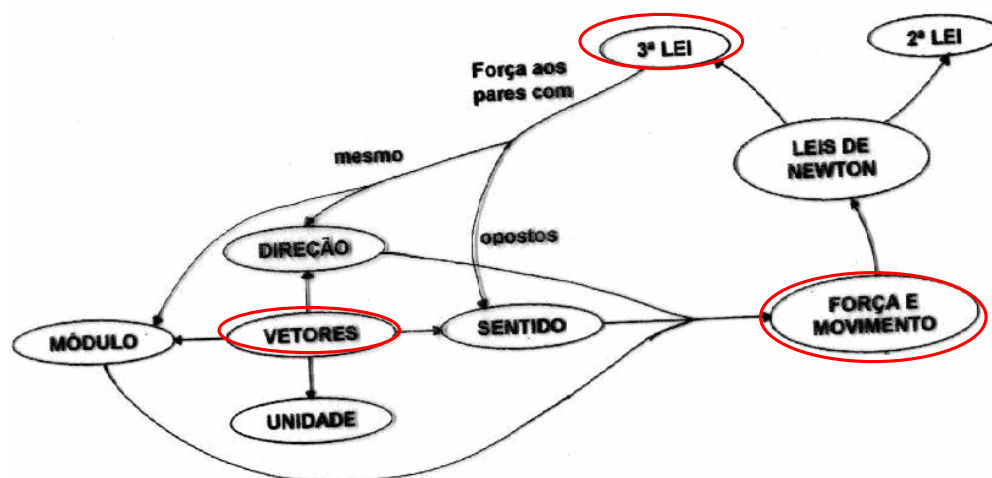 3ª LEI
2ª LEI
Força aos
pares com
LEIS DE
NEWTON
mesmo
DIREÇÃO
opostos
FORÇA E
MOVIMENTO
MÓDULO
VETORES
SENTIDO
UNIDADE